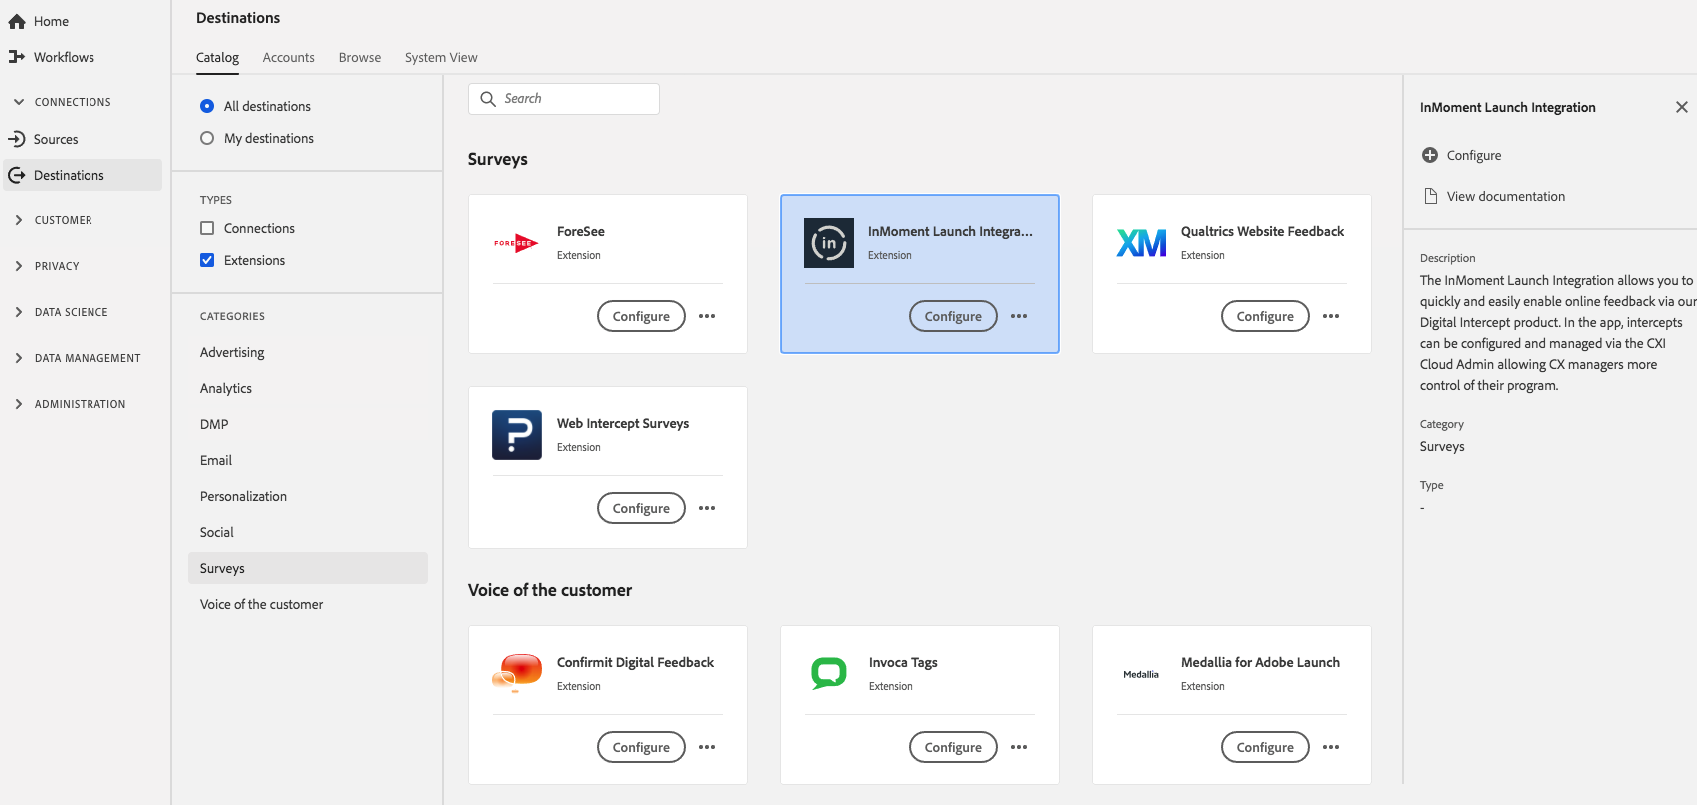 Home
Workflows
CONNECTIONS
Sources
Destinations
CUSTOMER
PRIVACY
DATA SCIENCE
DATA MANAGEMENT
ADMINISTRATION
Destinations
Catalog Accounts Browse System View
All destinations
My destinations
TYPES
Connections
Extensions
CATEGORIES
Advertising
Analytics
DMP
Email
Personalization
Social
Surveys
Voice of the customer
Search
Surveys
FORESEE
ForeSee
Extension
Configure
in
InMoment Launch Integra...
Extension
Configure
XM
Qualtrics Website Feedback
Extension
Configure
?
Web Intercept Surveys
Extension
Configure
Voice of the customer
Confirmit Digital Feedback
Extension
Configure
Invoca Tags
Extension
Configure
Medallia
Medallia for Adobe Launch
Extension
Configure
InMoment Launch Integration
Configure
View documentation
Description
The InMoment Launch Integration allows you to
quickly and easily enable online feedback via our
Digital Intercept product. In the app, intercepts
can be configured and managed via the CXI
Cloud Admin allowing CX managers more
control of their program.
Category
Surveys
Type
-